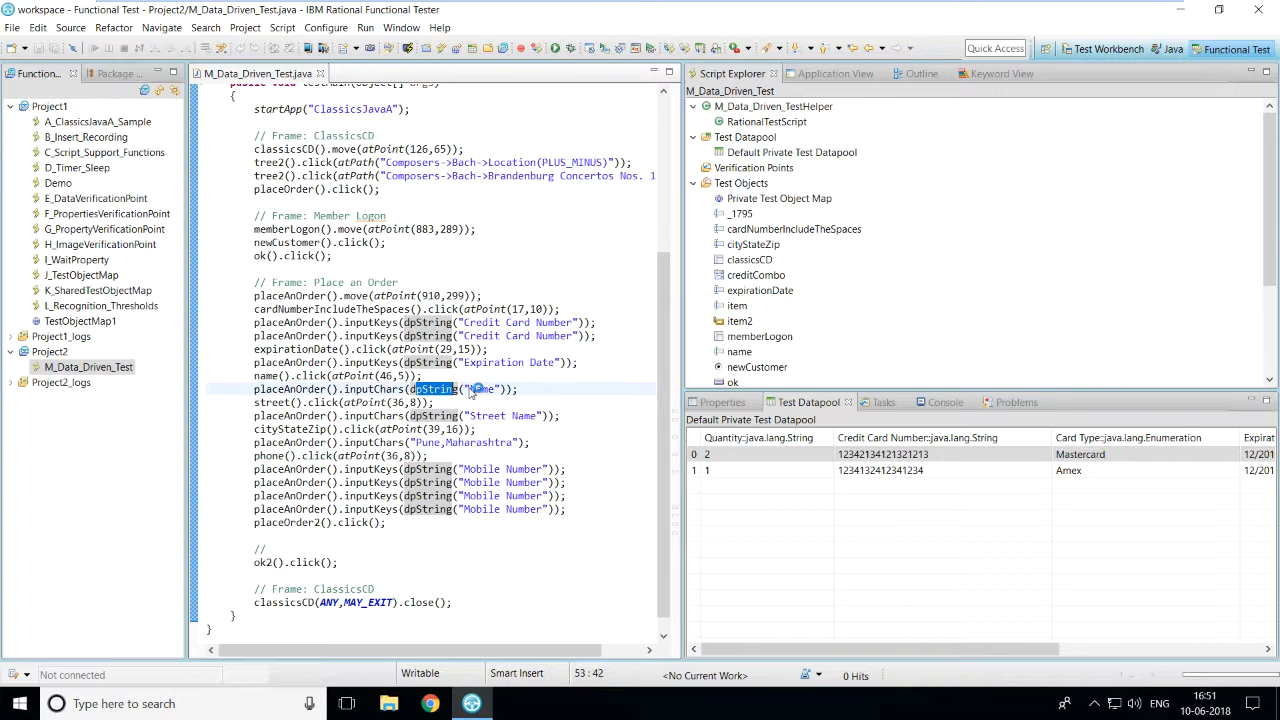 workspace - Functional Test - Project2/M_Data_Driven_Test.java - IBM Rational Functional Tester
File Edit Source Refactor Navigate Search Project Script Configure Run Window Help
Quick Access
Test Workbench
Java
Functional Test
Function...
Package ...
Project1
A_ClassicsJavaA_Sample
B_Insert_Recording
C_Script_Support_Functions
D_Timer_Sleep
Demo
E_DataVerificationPoint
F_PropertiesVerificationPoint
G_PropertyVerificationPoint
H_ImageVerificationPoint
I_WaitProperty
J_TestObjectMap
K_SharedTestObjectMap
L_Recognition_Thresholds
TestObjectMap1
Project1_logs
Project2
M_Data_Driven_Test
Project2_logs
M_Data_Driven_Test.java
public void testMain(Object[] args)
{
startApp("ClassicsJavaA");
// Frame: ClassicsCD
classicsCD().move(atPoint(126,65));
tree2().click(atPath("Composers->Bach->Location(PLUS_MINUS)"));
tree2().click(atPath("Composers->Bach->Brandenburg Concertos Nos. 1
placeOrder().click();
// Frame: Member Logon
memberLogon().move(atPoint(883,289));
newCustomer().click();
ok().click();
// Frame: Place an Order
placeAnOrder().move(atPoint(910,299));
cardNumberIncludeTheSpaces().click(atPoint(17,10));
placeAnOrder().inputKeys(dpString("Credit Card Number"));
placeAnOrder().inputKeys(dpString("Credit Card Number"));
expirationDate().click(atPoint(29,15));
placeAnOrder().inputKeys(dpString("Expiration Date"));
name().click(atPoint(46,5));
placeAnOrder().inputChars(dpString("Name"));
street().click(atPoint(36,8));
placeAnOrder().inputChars(dpString("Street Name"));
cityStateZip().click(atPoint(39,16));
placeAnOrder().inputChars("Pune,Maharashtra");
phone().click(atPoint(36,8));
placeAnOrder().inputKeys(dpString("Mobile Number"));
placeAnOrder().inputKeys(dpString("Mobile Number"));
placeAnOrder().inputKeys(dpString("Mobile Number"));
placeAnOrder().inputKeys(dpString("Mobile Number"));
placeOrder2().click();
//
ok2().click();
// Frame: ClassicsCD
classicsCD(ANY,MAY_EXIT).close();
}
}
Script Explorer
Application View
Outline
Keyword View
M_Data_Driven_Test
M_Data_Driven_TestHelper
RationalTestScript
Test Datapool
Default Private Test Datapool
Verification Points
Test Objects
Private Test Object Map
_1795
cardNumberIncludeTheSpaces
cityStateZip
classicsCD
creditCombo
expirationDate
item
item2
memberLogon
name
newCustomer
ok
Properties
Test Datapool
Tasks
Console
Problems
Default Private Test Datapool
Quantity::java.lang.String Credit Card Number::java.lang.String Card Type::java.lang.Enumeration Expirat
0 2 12342134121321213 Mastercard 12/201
1 1 1234132412341234 Amex 12/201
Not connected
Writable
Smart Insert
53 : 42
<No Current Work>
0 Hits
Type here to search
ENG
16:51
10-06-2018